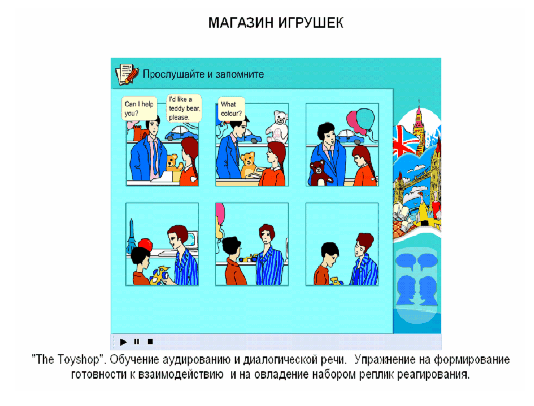 МАГАЗИН ИГРУШЕК
Прослушайте и запомните
Can I help
you?
I'd like a
teddy bear,
please.
What
colour?
"The Toyshop". Обучение аудированию и диалогической речи. Упражнение на формирование
готовности к взаимодействию и на овладение набором реплик реагирования.